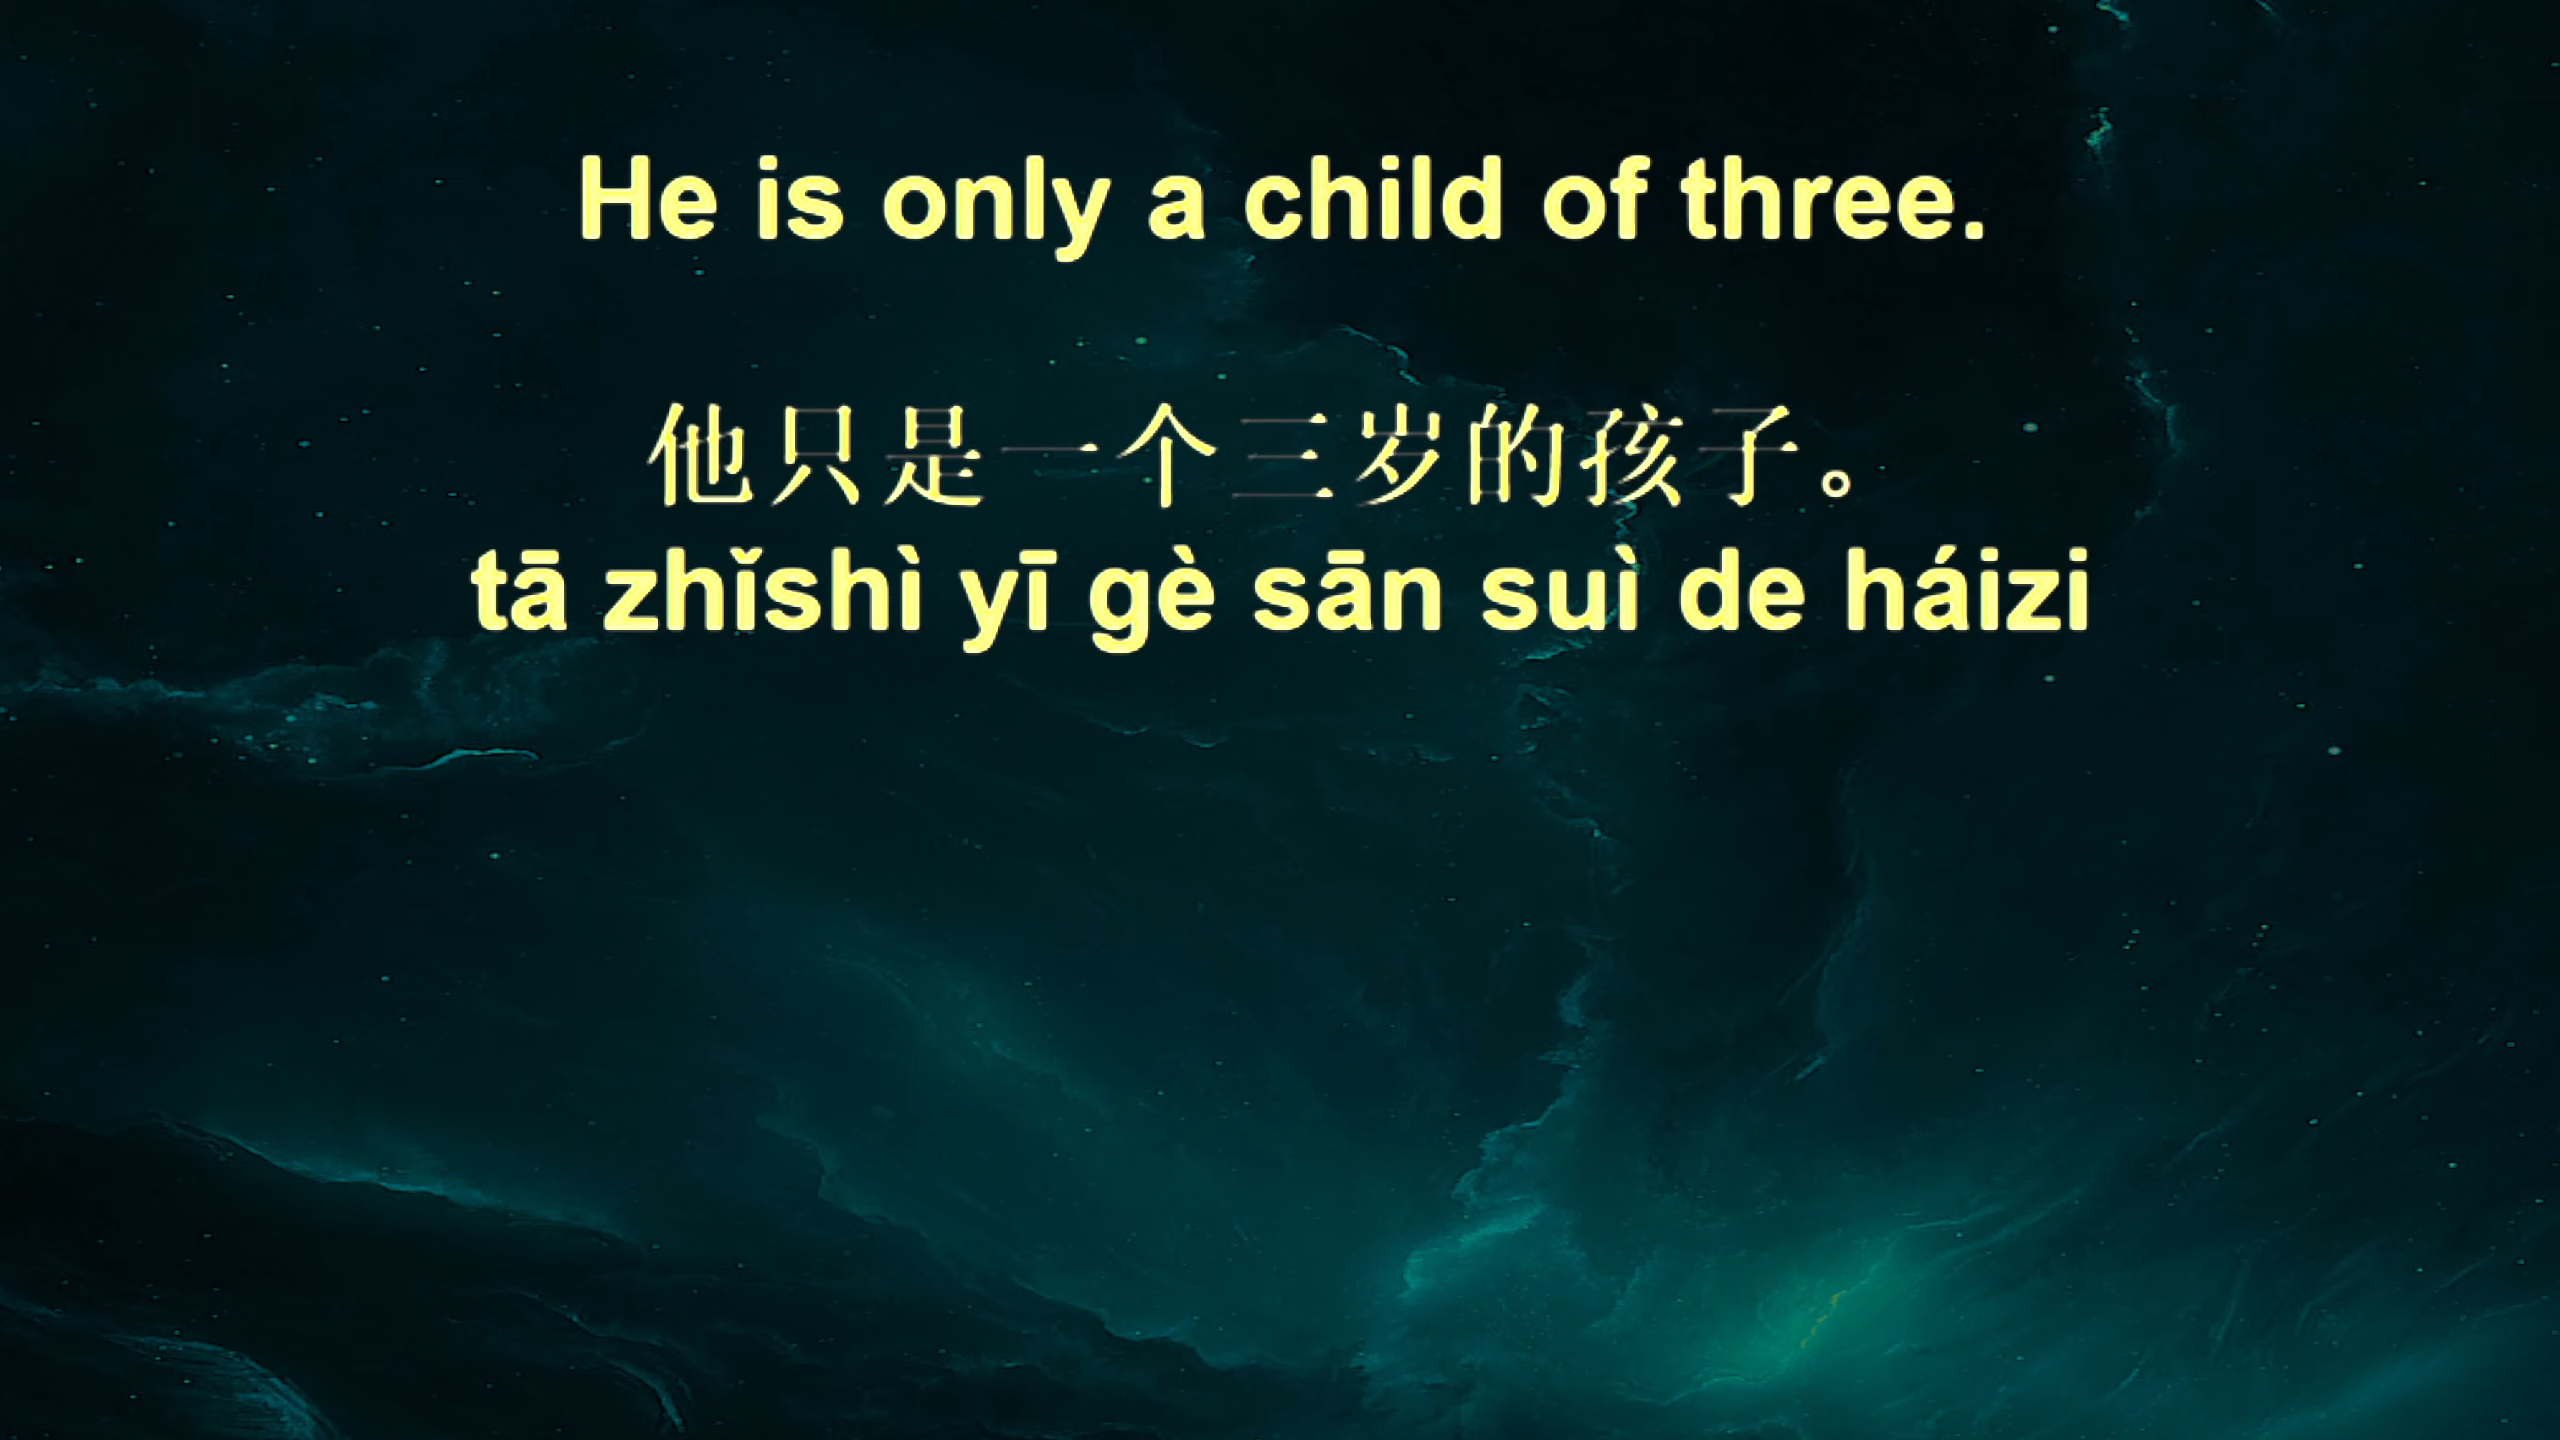 He is only a child of three.
他只是一个三岁的孩子。
tā zhǐshì yī gè sān suì de háizi